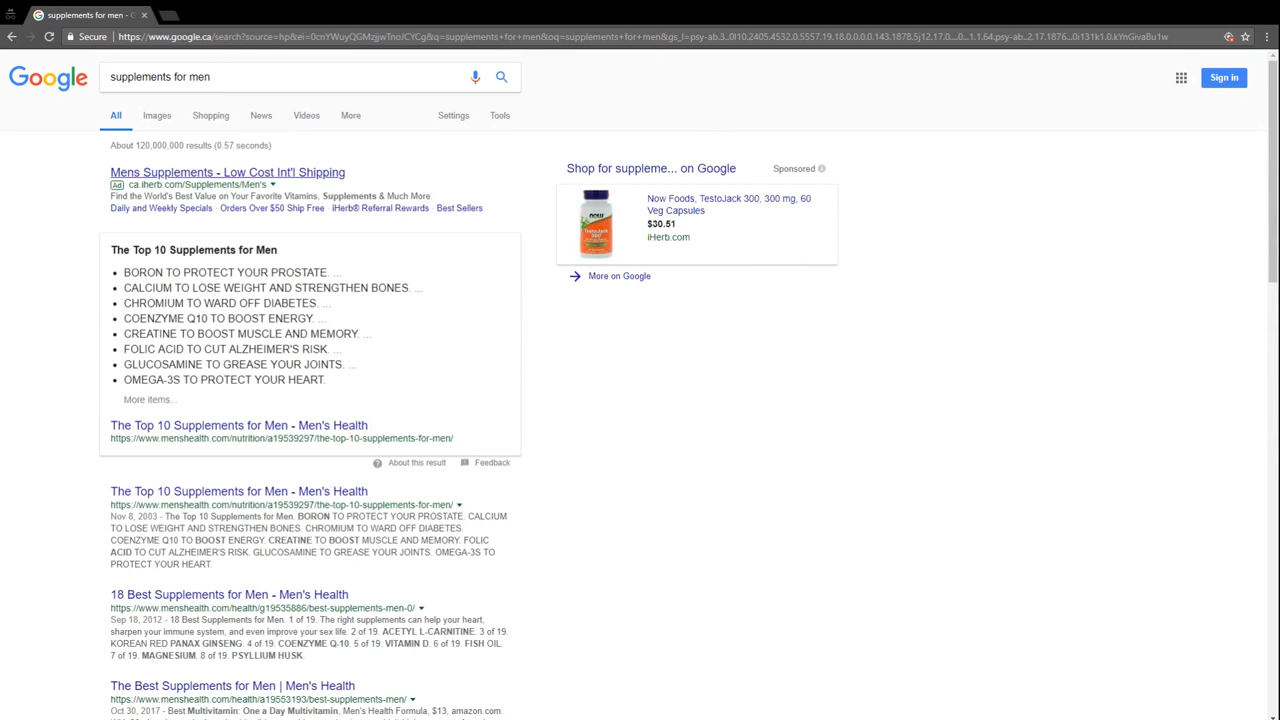 supplements for men - G
Secure
https://www.google.ca/search?source=hp&ei=0cnYWuyQGMzjjwTnoJCYCg&q=supplements+for+men&oq=supplements+for+men&gs_l=psy-ab.3..0l10.2405.4532.0.5557.19.18.0.0.0.0.143.1878.5j12.17.0....0...1.1.64.psy-ab..2.17.1876...0i131k1.0.kYnGivaBu1w
Google
supplements for men
Sign in
All Images Shopping News Videos More Settings Tools
About 120,000,000 results (0.57 seconds)
Mens Supplements - Low Cost Int'l Shipping
Ad ca.iherb.com/Supplements/Men's
Find the World's Best Value on Your Favorite Vitamins, Supplements & Much More.
Daily and Weekly Specials · Orders Over $50 Ship Free · iHerb® Referral Rewards · Best Sellers
Shop for suppleme... on Google Sponsored
NOW
TestoJack 300
Now Foods, TestoJack 300, 300 mg, 60
Veg Capsules
$30.51
iHerb.com
More on Google
The Top 10 Supplements for Men
• BORON TO PROTECT YOUR PROSTATE. ...
• CALCIUM TO LOSE WEIGHT AND STRENGTHEN BONES. ...
• CHROMIUM TO WARD OFF DIABETES. ...
• COENZYME Q10 TO BOOST ENERGY. ...
• CREATINE TO BOOST MUSCLE AND MEMORY. ...
• FOLIC ACID TO CUT ALZHEIMER'S RISK. ...
• GLUCOSAMINE TO GREASE YOUR JOINTS. ...
• OMEGA-3S TO PROTECT YOUR HEART.
More items...
The Top 10 Supplements for Men - Men's Health
https://www.menshealth.com/nutrition/a19539297/the-top-10-supplements-for-men/
About this result Feedback
The Top 10 Supplements for Men - Men's Health
https://www.menshealth.com/nutrition/a19539297/the-top-10-supplements-for-men/
Nov 8, 2003 - The Top 10 Supplements for Men. BORON TO PROTECT YOUR PROSTATE. CALCIUM
TO LOSE WEIGHT AND STRENGTHEN BONES. CHROMIUM TO WARD OFF DIABETES.
COENZYME Q10 TO BOOST ENERGY. CREATINE TO BOOST MUSCLE AND MEMORY. FOLIC
ACID TO CUT ALZHEIMER'S RISK. GLUCOSAMINE TO GREASE YOUR JOINTS. OMEGA-3S TO
PROTECT YOUR HEART.
18 Best Supplements for Men - Men's Health
https://www.menshealth.com/health/g19535886/best-supplements-men-0/
Sep 18, 2012 - 18 Best Supplements for Men. 1 of 19. The right supplements can help your heart,
sharpen your immune system, and even improve your sex life. 2 of 19. ACETYL L-CARNITINE. 3 of 19.
KOREAN RED PANAX GINSENG. 4 of 19. COENZYME Q-10. 5 of 19. VITAMIN D. 6 of 19. FISH OIL.
7 of 19. MAGNESIUM. 8 of 19. PSYLLIUM HUSK.
The Best Supplements for Men | Men's Health
https://www.menshealth.com/health/a19553193/best-supplements-men/
Oct 30, 2017 - Best Multivitamin: One a Day Multivitamin, Men's Health Formula, $13, amazon.com.